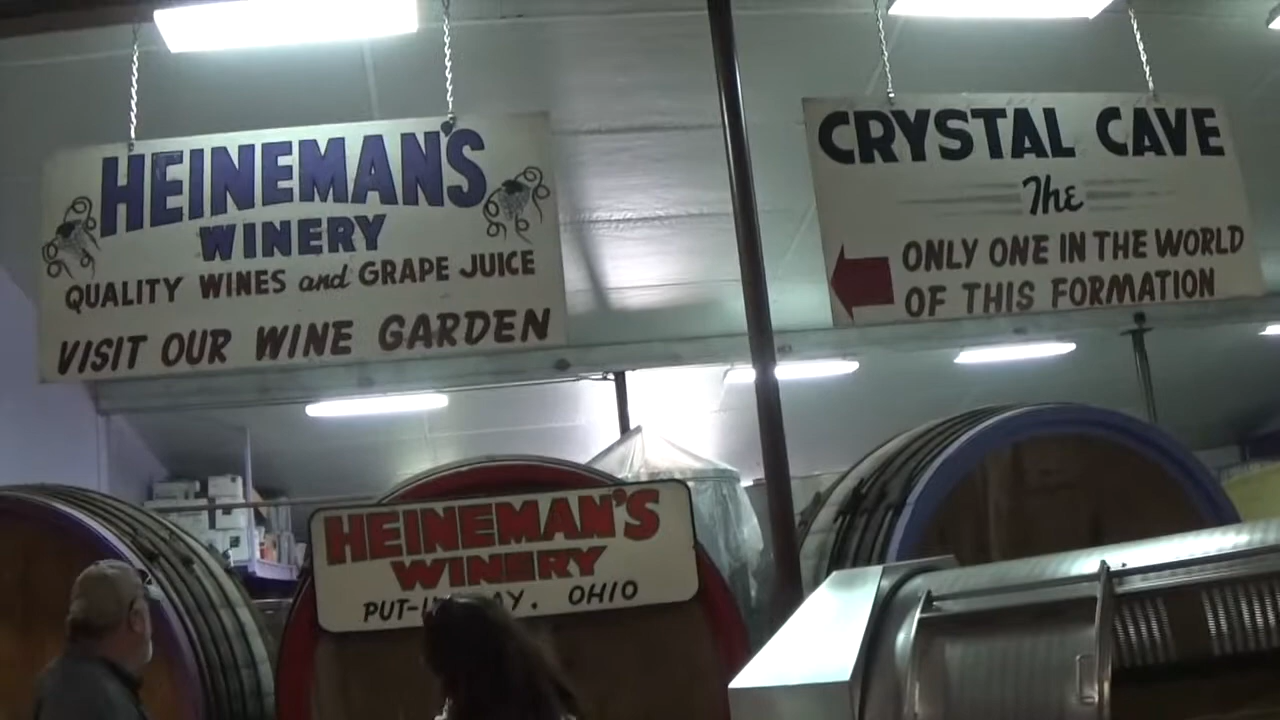 HEINEMAN'S
WINERY
QUALITY WINES and GRAPE JUICE
VISIT OUR WINE GARDEN
CRYSTAL CAVE
The
ONLY ONE IN THE WORLD
OF THIS FORMATION
HEINEMAN'S
WINERY
OHIO